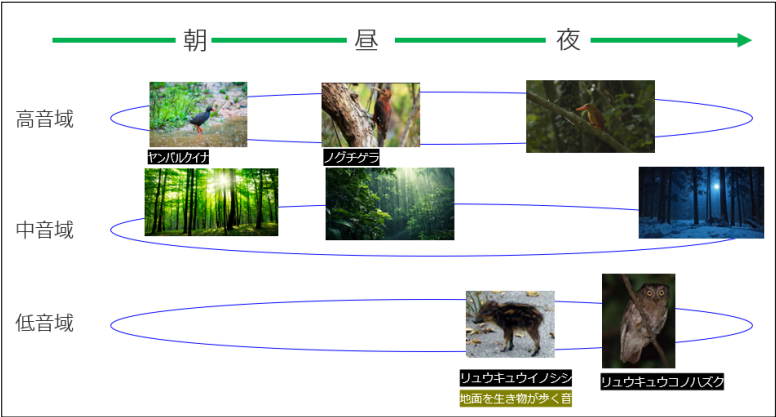 朝 昼 夜
高音域
ヤンバルクイナ ノグチゲラ
中音域
低音域
リュウキュウイノシシ リュウキュウコノハズク
地面を生き物が歩く音